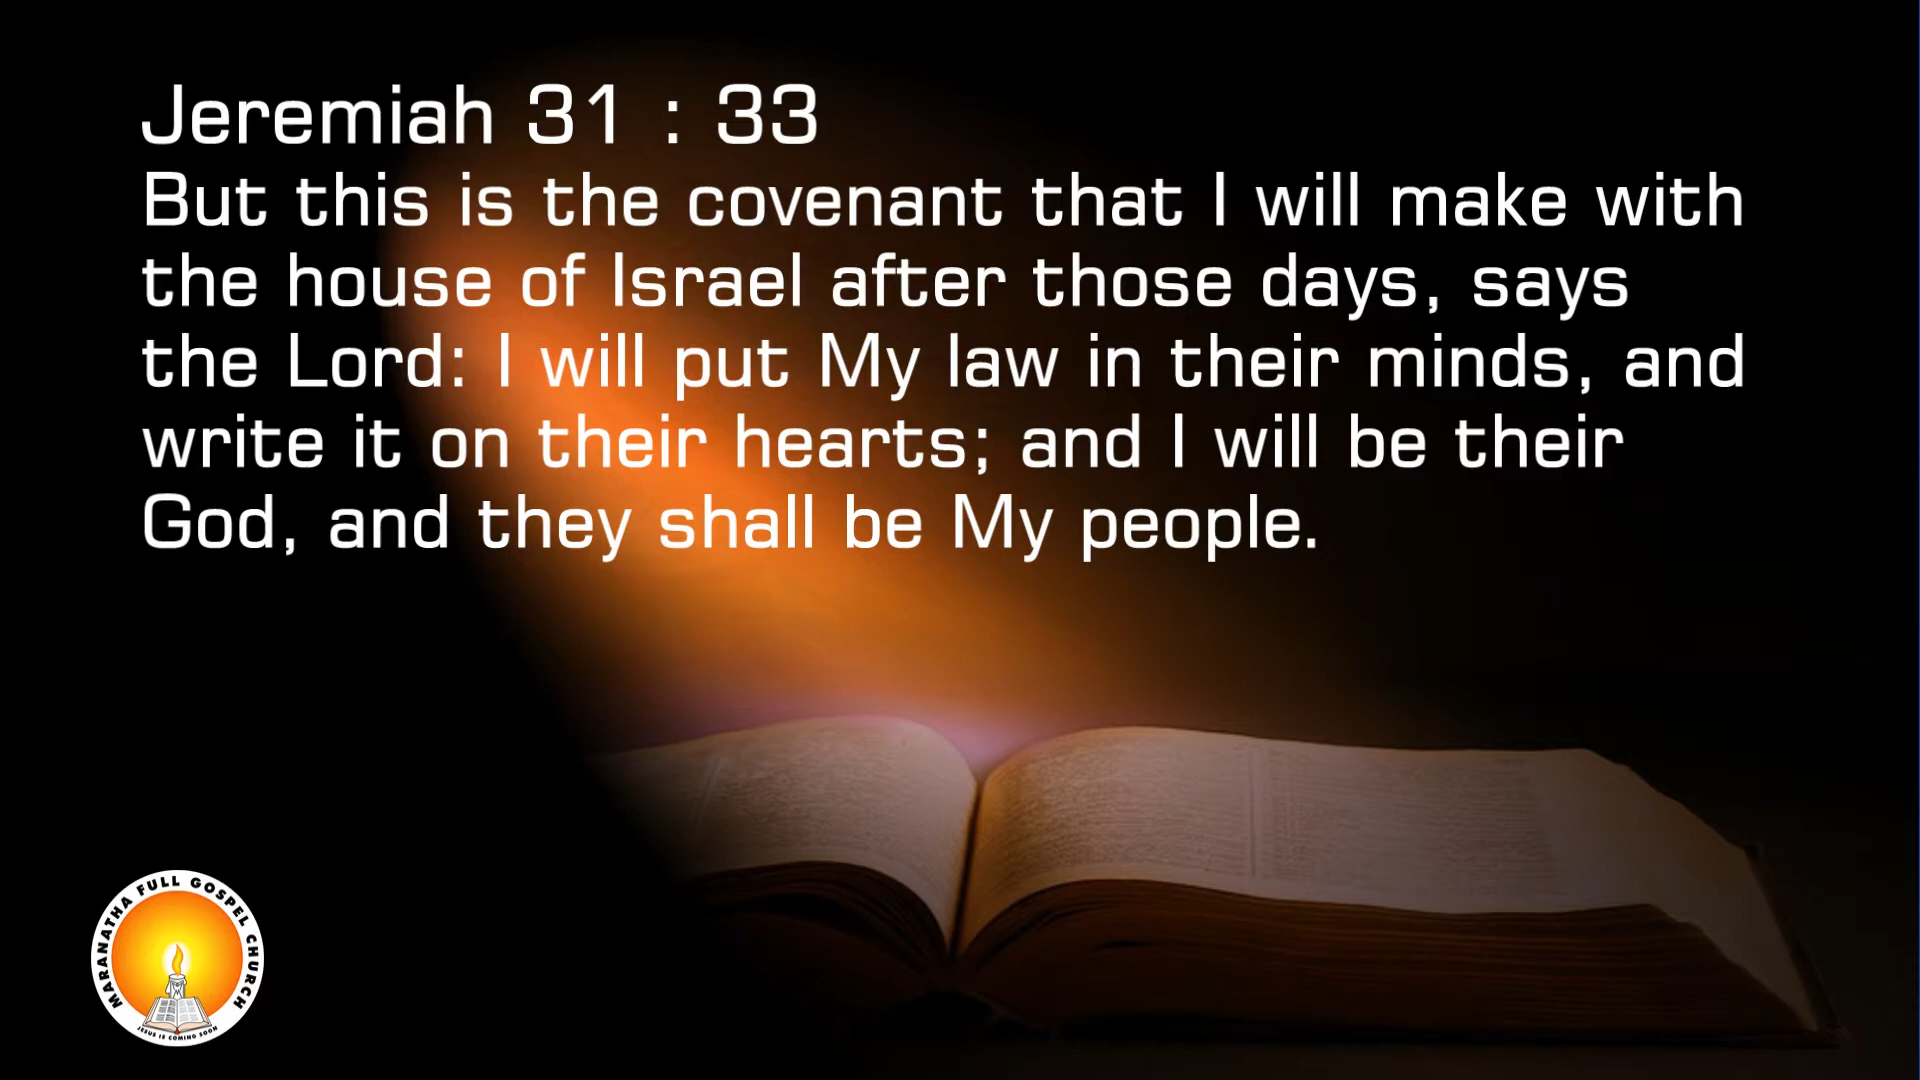 Jeremiah 31 : 33
But this is the covenant that I will make with
the house of Israel after those days, says
the Lord: I will put My law in their minds, and
write it on their hearts; and I will be their
God, and they shall be My people.
MARANATHA FULL GOSPEL CHURCH
JESUS IS COMING SOON